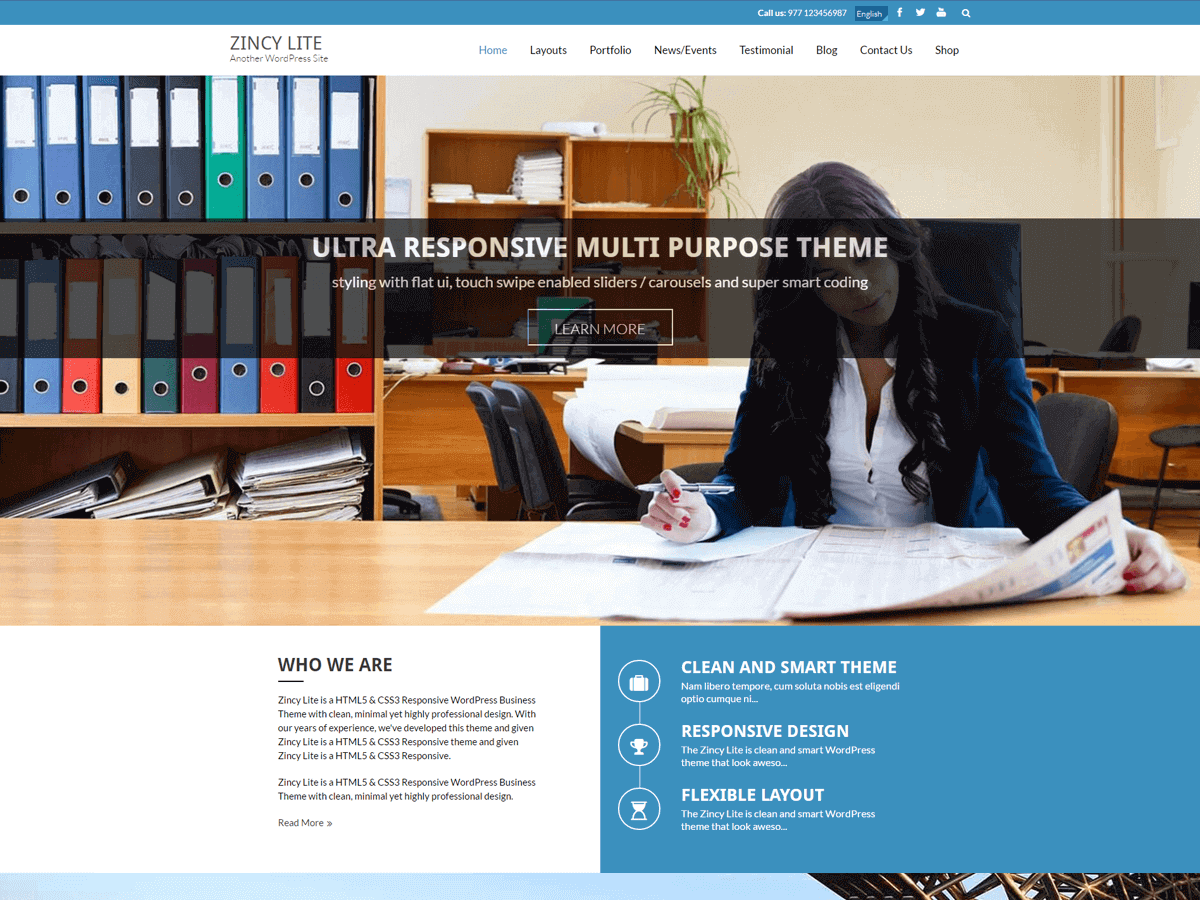 Call us: 977 123456987 English
ZINCY LITE
Another WordPress Site
Home Layouts Portfolio News/Events Testimonial Blog Contact Us Shop
ULTRA RESPONSIVE MULTI PURPOSE THEME
styling with flat ui, touch swipe enabled sliders / carousels and super smart coding
LEARN MORE
WHO WE ARE
Zincy Lite is a HTML5 & CSS3 Responsive WordPress Business
Theme with clean, minimal yet highly professional design. With
our years of experience, we've developed this theme and given
Zincy Lite is a HTML5 & CSS3 Responsive theme and given
Zincy Lite is a HTML5 & CSS3 Responsive.
Zincy Lite is a HTML5 & CSS3 Responsive WordPress Business
Theme with clean, minimal yet highly professional design.
Read More »
CLEAN AND SMART THEME
Nam libero tempore, cum soluta nobis est eligendi
optio cumque ni...
RESPONSIVE DESIGN
The Zincy Lite is clean and smart WordPress
theme that look aweso...
FLEXIBLE LAYOUT
The Zincy Lite is clean and smart WordPress
theme that look aweso...